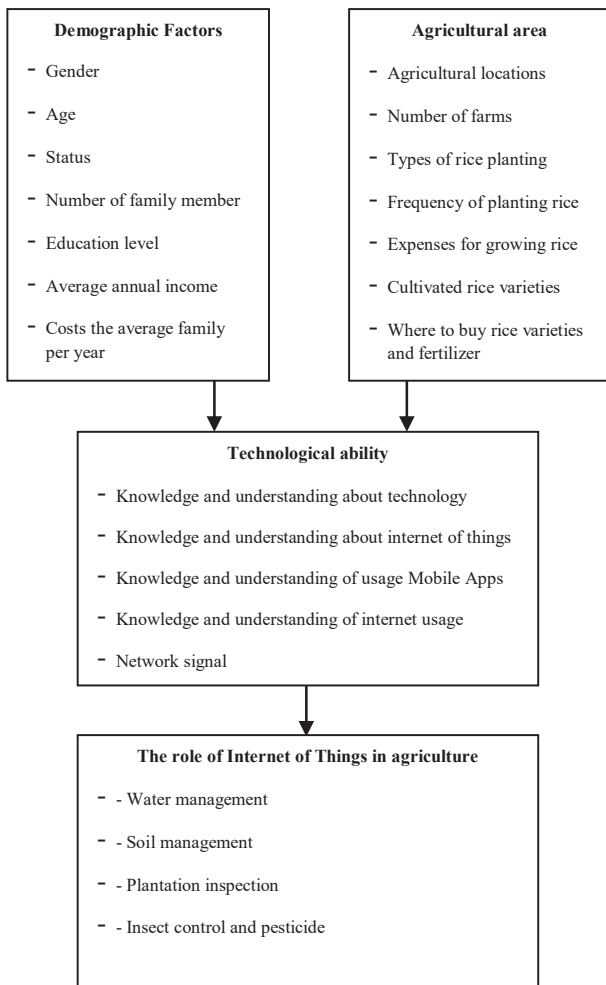 Demographic Factors
- Gender
- Age
- Status
- Number of family member
- Education level
- Average annual income
- Costs the average family
per year
Agricultural area
- Agricultural locations
- Number of farms
- Types of rice planting
- Frequency of planting rice
- Expenses for growing rice
- Cultivated rice varieties
- Where to buy rice varieties
and fertilizer
Technological ability
- Knowledge and understanding about technology
- Knowledge and understanding about internet of things
- Knowledge and understanding of usage Mobile Apps
- Knowledge and understanding of internet usage
- Network signal
The role of Internet of Things in agriculture
- - Water management
- - Soil management
- - Plantation inspection
- - Insect control and pesticide